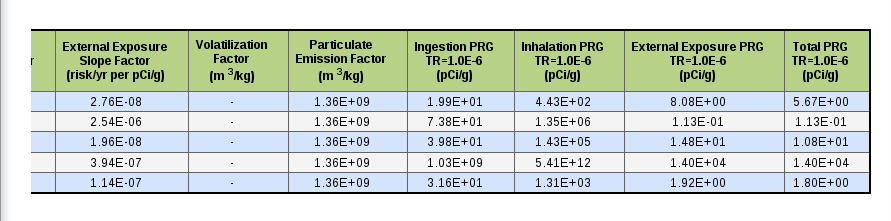 r External Exposure Slope Factor (risk/yr per pCi/g) Volatilization Factor (m 3/kg) Particulate Emission Factor (m 3/kg) Ingestion PRG TR=1.0E-6 (pCi/g) Inhalation PRG TR=1.0E-6 (pCi/g) External Exposure PRG TR=1.0E-6 (pCi/g) Total PRG TR=1.0E-6 (pCi/g)
2.76E-08 - 1.36E+09 1.99E+01 4.43E+02 8.08E+00 5.67E+00
2.54E-06 - 1.36E+09 7.38E+01 1.35E+06 1.13E-01 1.13E-01
1.96E-08 - 1.36E+09 3.98E+01 1.43E+05 1.48E+01 1.08E+01
3.94E-07 - 1.36E+09 1.03E+09 5.41E+12 1.40E+04 1.40E+04
1.14E-07 - 1.36E+09 3.16E+01 1.31E+03 1.92E+00 1.80E+00